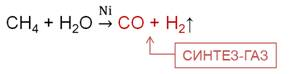 Ni
CH₄ + H₂O → CO + H₂↑
СИНТЕЗ-ГАЗ